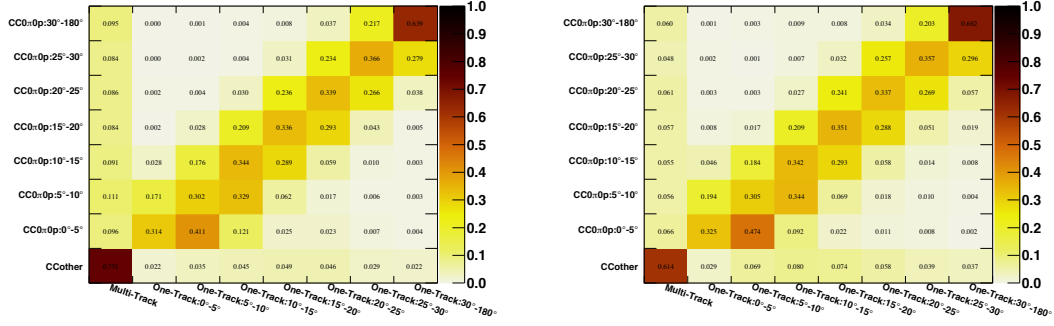 CC0π0p:30°-180° 0.095 0.000 0.001 0.004 0.008 0.037 0.217 0.639
CC0π0p:25°-30° 0.084 0.000 0.002 0.004 0.031 0.234 0.366 0.279
CC0π0p:20°-25° 0.086 0.002 0.004 0.030 0.236 0.339 0.266 0.038
CC0π0p:15°-20° 0.084 0.002 0.028 0.209 0.336 0.293 0.043 0.005
CC0π0p:10°-15° 0.091 0.028 0.176 0.344 0.289 0.059 0.010 0.003
CC0π0p:5°-10° 0.111 0.171 0.302 0.329 0.062 0.017 0.006 0.003
CC0π0p:0°-5° 0.096 0.314 0.411 0.121 0.025 0.023 0.007 0.004
CCother 0.022 0.035 0.045 0.049 0.046 0.029 0.022
Multi-Track
One-Track:0°-5°
One-Track:5°-10°
One-Track:10°-15°
One-Track:15°-20°
One-Track:20°-25°
One-Track:25°-30°
One-Track:30°-180°
1.0
0.9
0.8
0.7
0.6
0.5
0.4
0.3
0.2
0.1
0.0
CC0π0p:30°-180° 0.060 0.001 0.003 0.009 0.008 0.034 0.203 0.682
CC0π0p:25°-30° 0.048 0.002 0.001 0.007 0.032 0.257 0.357 0.296
CC0π0p:20°-25° 0.061 0.003 0.003 0.027 0.241 0.337 0.269 0.057
CC0π0p:15°-20° 0.057 0.008 0.017 0.209 0.351 0.288 0.051 0.019
CC0π0p:10°-15° 0.055 0.046 0.184 0.342 0.293 0.058 0.014 0.008
CC0π0p:5°-10° 0.056 0.194 0.305 0.344 0.069 0.018 0.010 0.004
CC0π0p:0°-5° 0.066 0.325 0.474 0.092 0.022 0.011 0.008 0.002
CCother 0.614 0.029 0.069 0.080 0.074 0.058 0.039 0.037
Multi-Track
One-Track:0°-5°
One-Track:5°-10°
One-Track:10°-15°
One-Track:15°-20°
One-Track:20°-25°
One-Track:25°-30°
One-Track:30°-180°
1.0
0.9
0.8
0.7
0.6
0.5
0.4
0.3
0.2
0.1
0.0